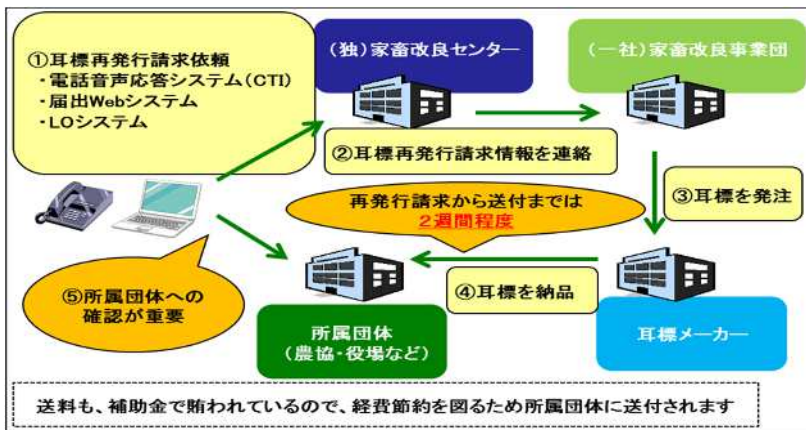 ①耳標再発行請求依頼
・電話音声応答システム(CTI)
・届出Webシステム
・LOシステム
(独)家畜改良センター
(一社)家畜改良事業団
②耳標再発行請求情報を連絡
③耳標を発注
再発行請求から送付までは
2週間程度
④耳標を納品
⑤所属団体への
確認が重要
所属団体
(農協・役場など)
耳標メーカー
送料も、補助金で賄われているので、経費節約を図るため所属団体に送付されます